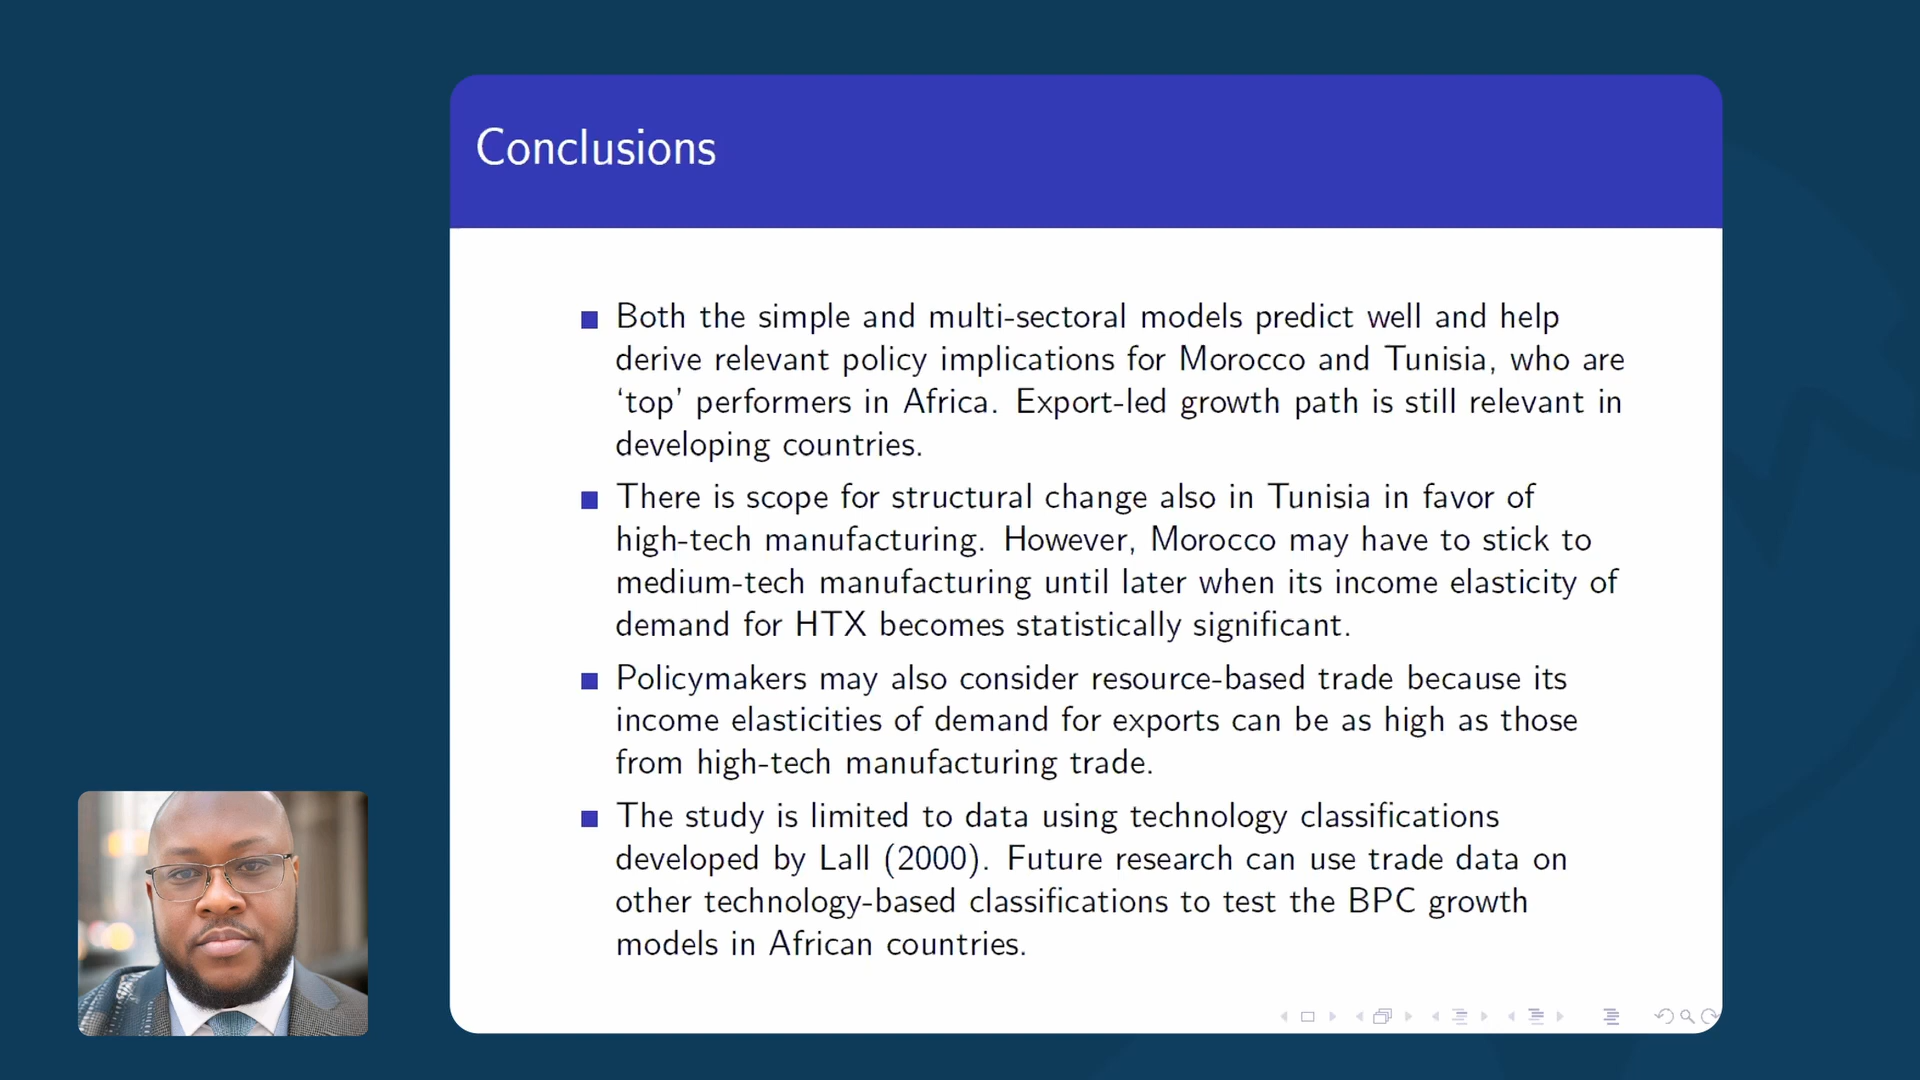 Conclusions
Both the simple and multi-sectoral models predict well and help
derive relevant policy implications for Morocco and Tunisia, who are
‘top’ performers in Africa. Export-led growth path is still relevant in
developing countries.
There is scope for structural change also in Tunisia in favor of
high-tech manufacturing. However, Morocco may have to stick to
medium-tech manufacturing until later when its income elasticity of
demand for HTX becomes statistically significant.
Policymakers may also consider resource-based trade because its
income elasticities of demand for exports can be as high as those
from high-tech manufacturing trade.
The study is limited to data using technology classifications
developed by Lall (2000). Future research can use trade data on
other technology-based classifications to test the BPC growth
models in African countries.